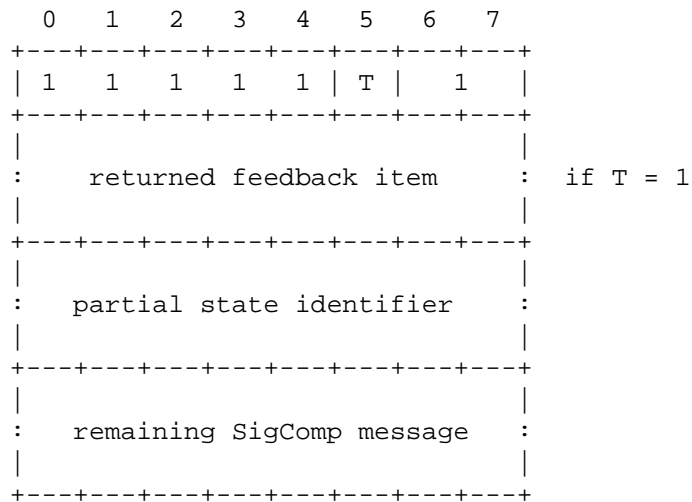 0   1   2   3   4   5   6   7
+---+---+---+---+---+---+---+---+
| 1   1   1   1   1 | T |   1   |
+---+---+---+---+---+---+---+---+
|                               |
:    returned feedback item     :  if T = 1
|                               |
+---+---+---+---+---+---+---+---+
|                               |
:   partial state identifier    :
|                               |
+---+---+---+---+---+---+---+---+
|                               |
:   remaining SigComp message   :
|                               |
+---+---+---+---+---+---+---+---+